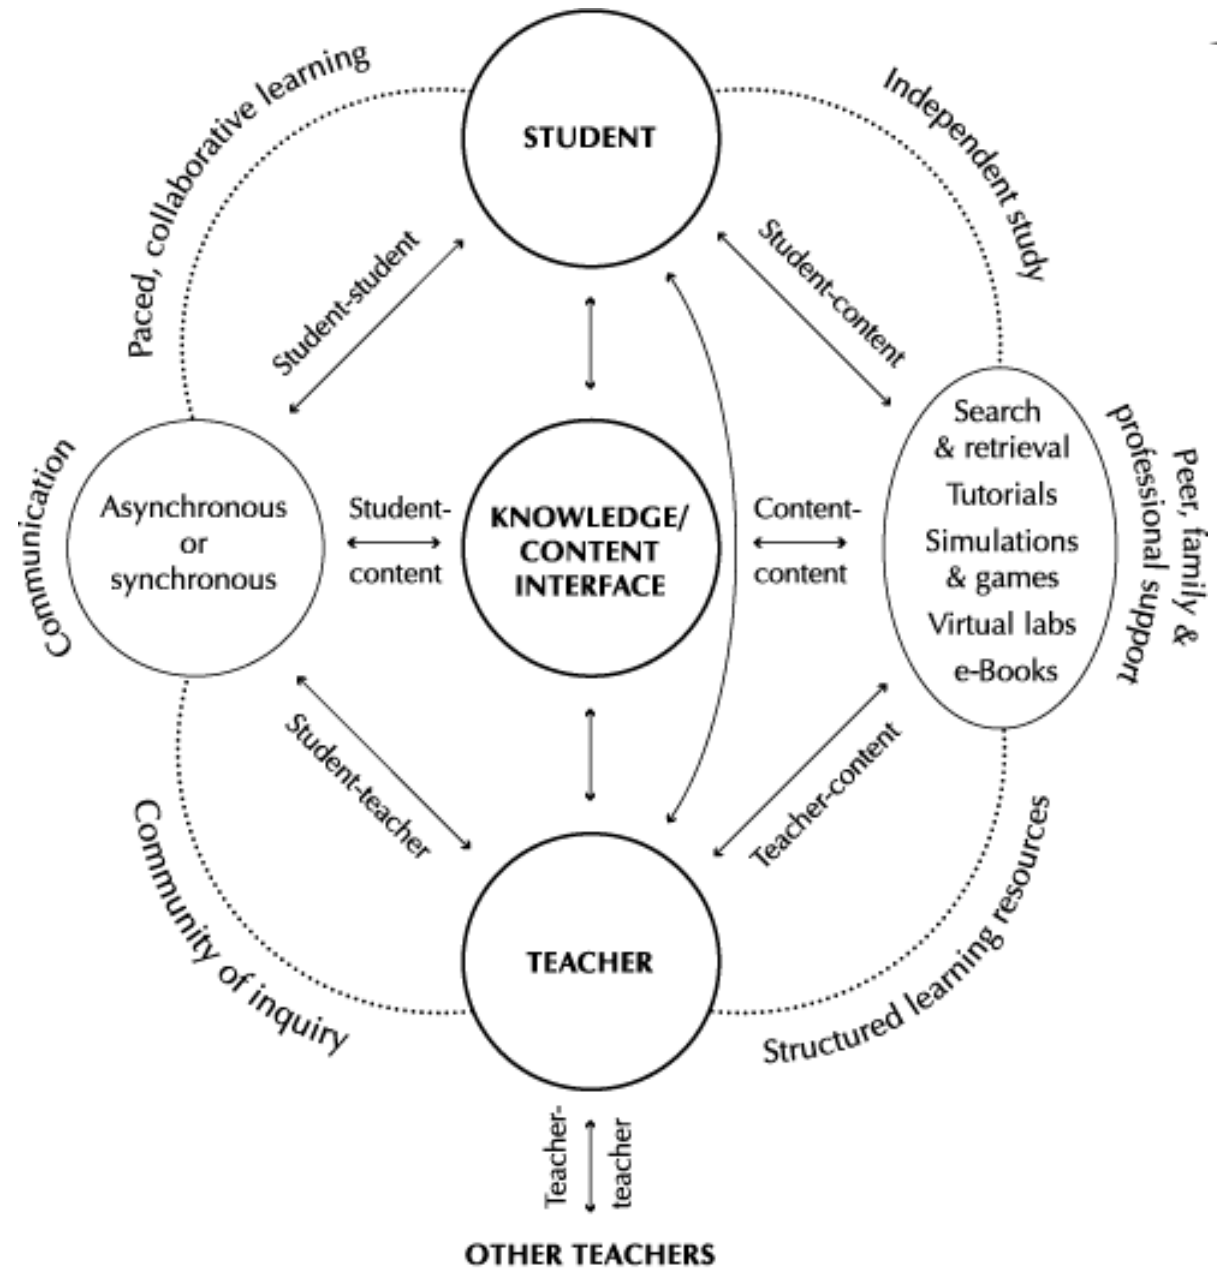 STUDENT
Paced, collaborative learning
Independent study
Student-student
Student-content
Communication
Asynchronous
or
synchronous
Student-
content
KNOWLEDGE/
CONTENT
INTERFACE
Content-
content
Search
& retrieval
Tutorials
Simulations
& games
Virtual labs
e-Books
Peer, family &
professional support
Student-teacher
Teacher-content
Community of inquiry
TEACHER
Structured learning resources
Teacher-
teacher
OTHER TEACHERS